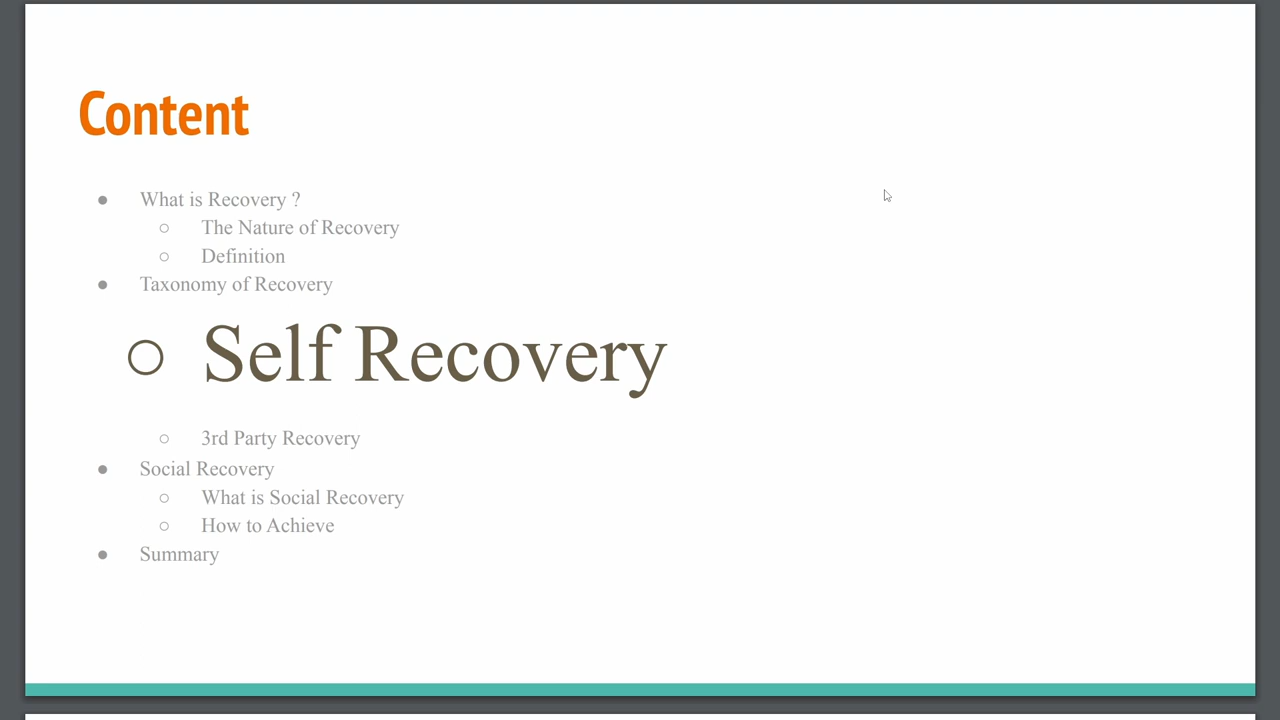 Content
● What is Recovery ?
○ The Nature of Recovery
○ Definition
● Taxonomy of Recovery
○ Self Recovery
○ 3rd Party Recovery
● Social Recovery
○ What is Social Recovery
○ How to Achieve
● Summary